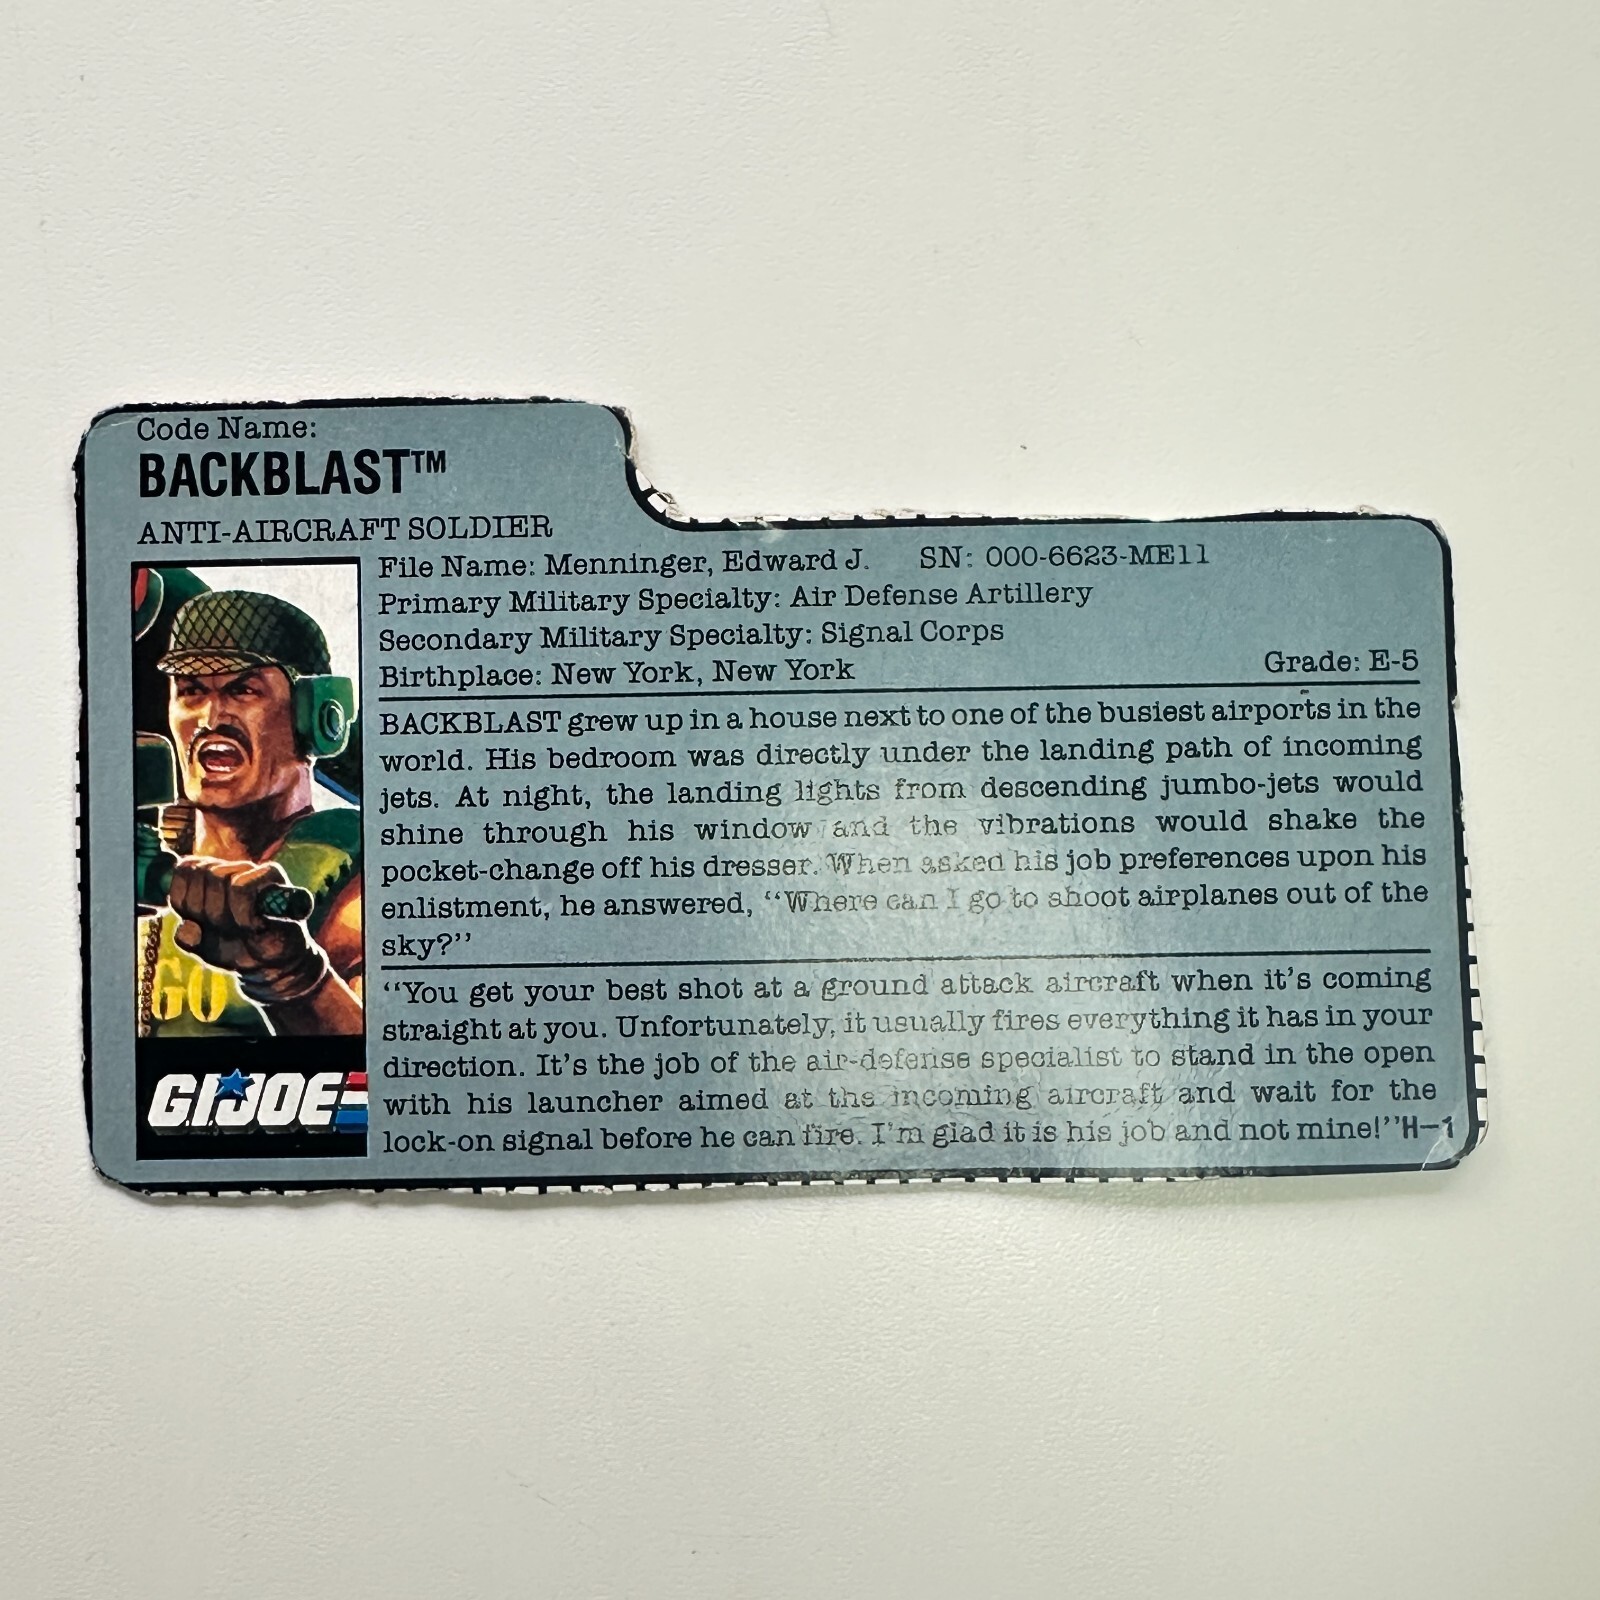 Code Name:
BACKBLAST™
ANTI-AIRCRAFT SOLDIER
File Name: Menninger, Edward J. SN: 000-6623-ME11
Primary Military Specialty: Air Defense Artillery
Secondary Military Specialty: Signal Corps
Birthplace: New York, New York Grade: E-5
BACKBLAST grew up in a house next to one of the busiest airports in the
world. His bedroom was directly under the landing path of incoming
jets. At night, the landing lights from descending jumbo-jets would
shine through his window and the vibrations would shake the
pocket-change off his dresser. When asked his job preferences upon his
enlistment, he answered, “Where can I go to shoot airplanes out of the
sky?”
“You get your best shot at a ground attack aircraft when it's coming
straight at you. Unfortunately, it usually fires everything it has in your
direction. It's the job of the air-defense specialist to stand in the open
with his launcher aimed at the incoming aircraft and wait for the
lock-on signal before he can fire. I'm glad it is his job and not mine!” H-1
GO
G.I. JOE